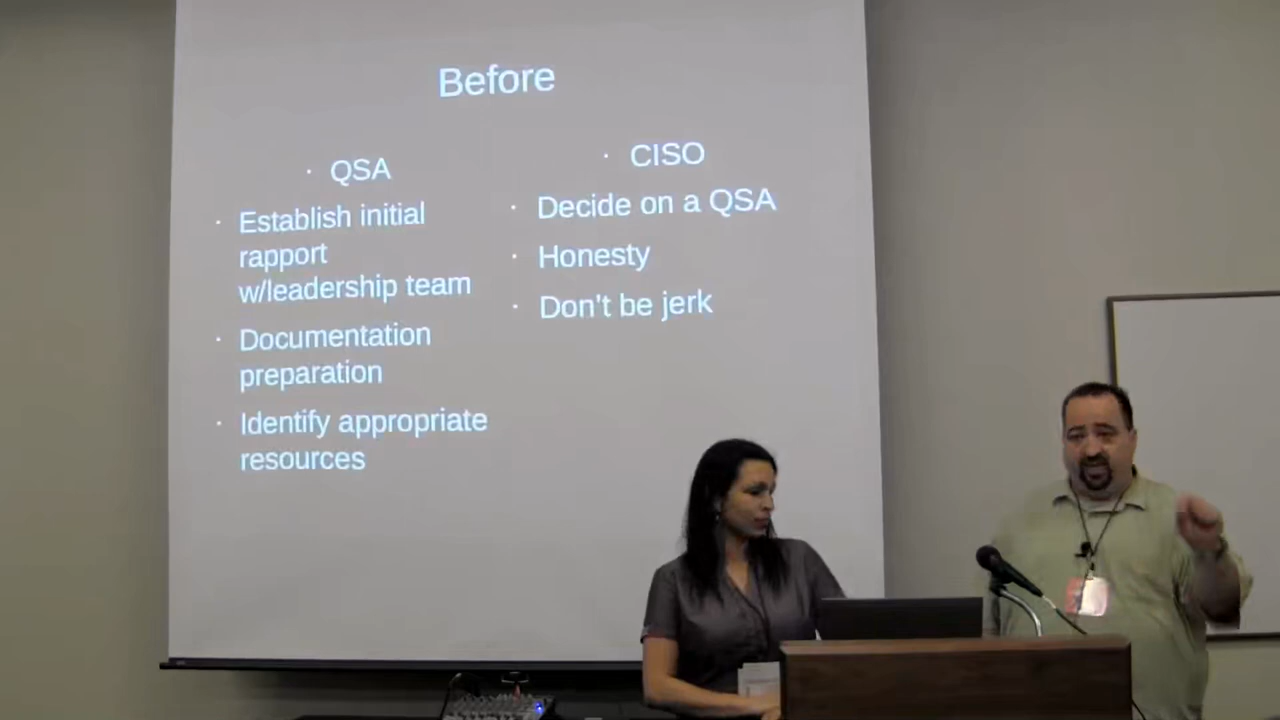 Before
· QSA
· Establish initial
rapport
w/leadership team
· Documentation
preparation
· Identify appropriate
resources
· CISO
· Decide on a QSA
· Honesty
· Don't be jerk